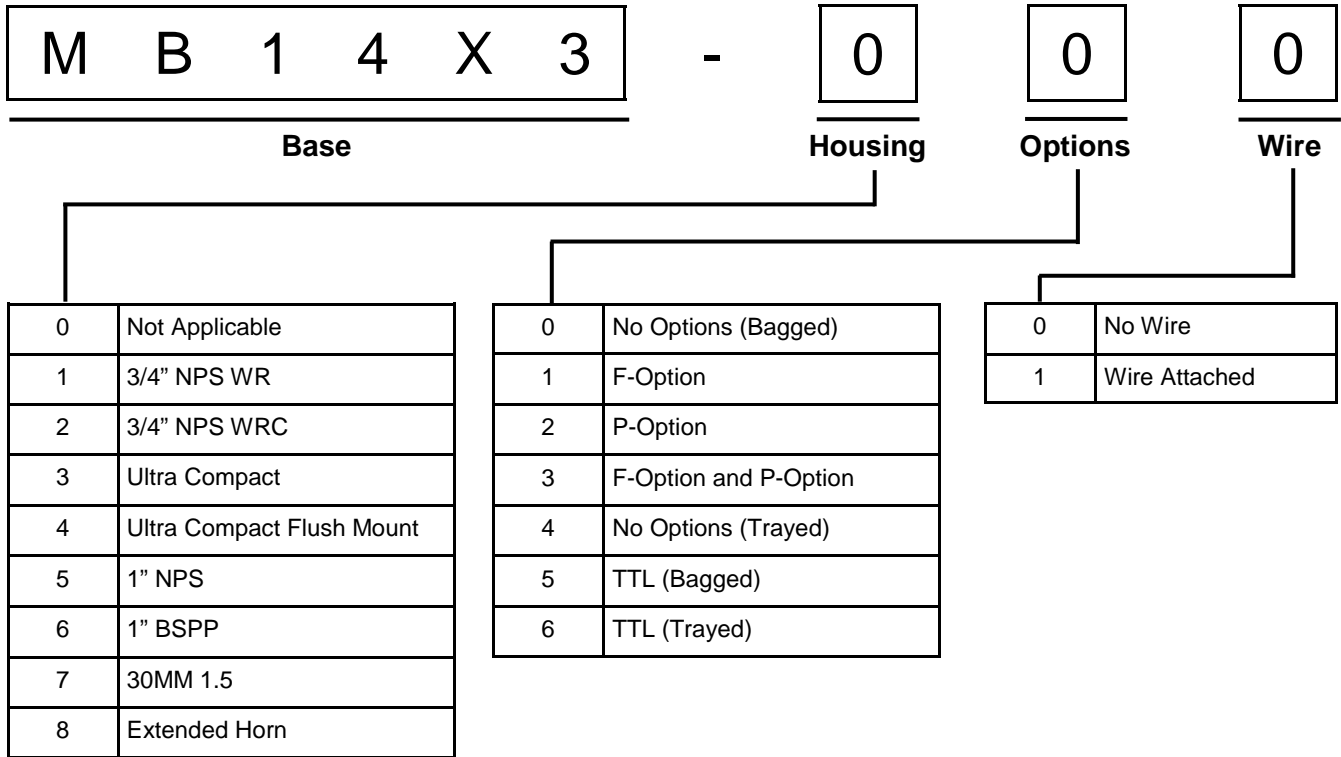 M B 1 4 X 3 - 0 0 0
Base Housing Options Wire
0 Not Applicable
1 3/4” NPS WR
2 3/4” NPS WRC
3 Ultra Compact
4 Ultra Compact Flush Mount
5 1” NPS
6 1” BSPP
7 30MM 1.5
8 Extended Horn
0 No Options (Bagged)
1 F-Option
2 P-Option
3 F-Option and P-Option
4 No Options (Trayed)
5 TTL (Bagged)
6 TTL (Trayed)
0 No Wire
1 Wire Attached